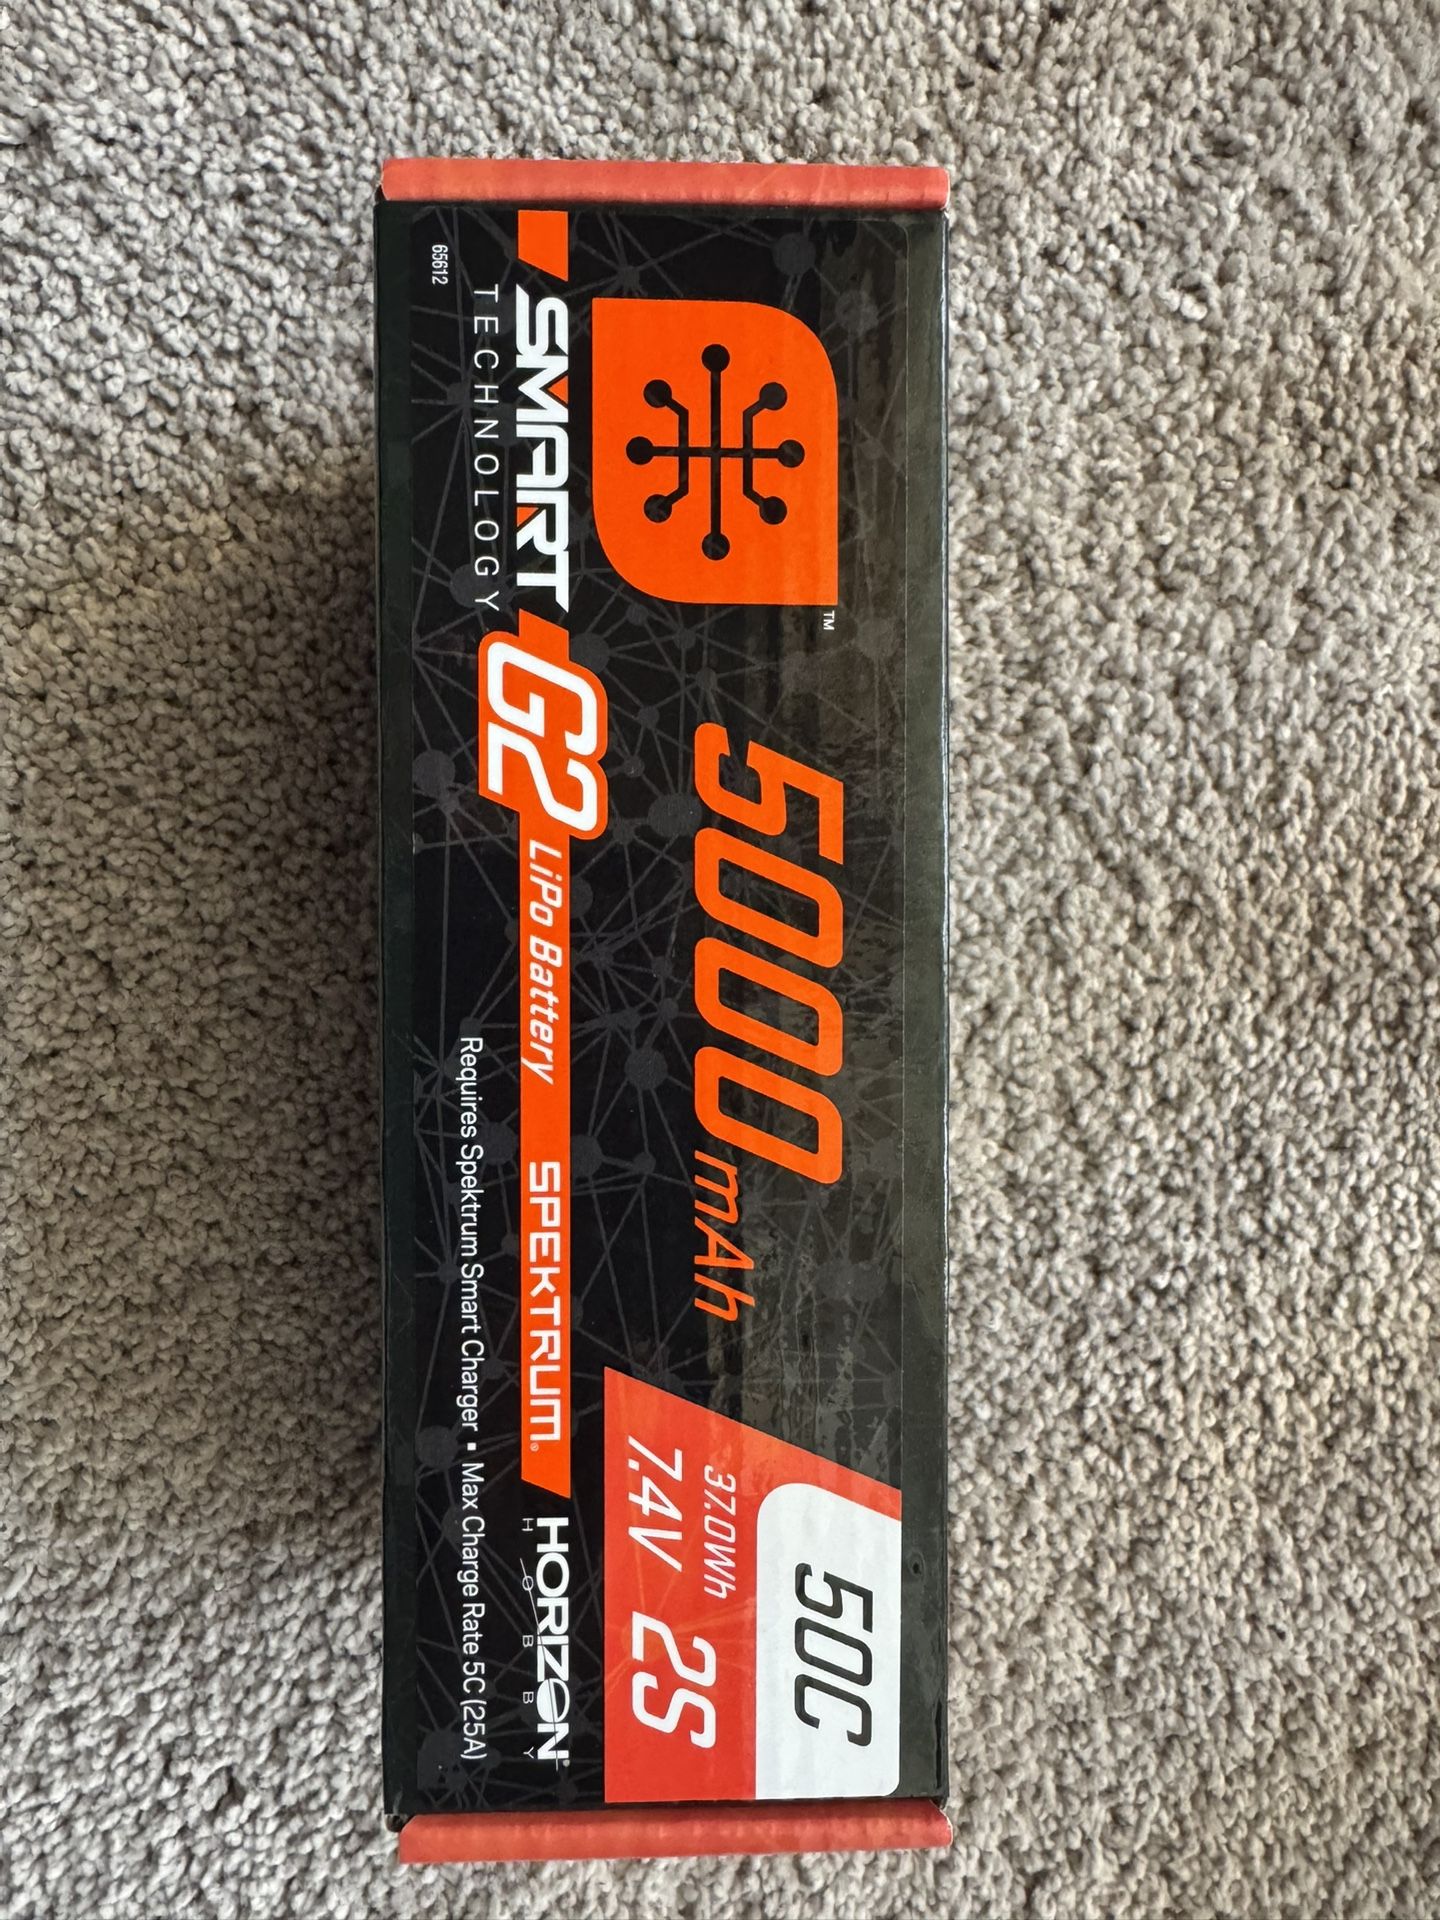 ™
5000mAh
50C
37.0Wh
7.4V 2S
SMART
TECHNOLOGY
G2
LiPo Battery
SPEKTRUM®
HORIZON®
HOBBY
65612
Requires Spektrum Smart Charger ▪ Max Charge Rate 5C (25A)